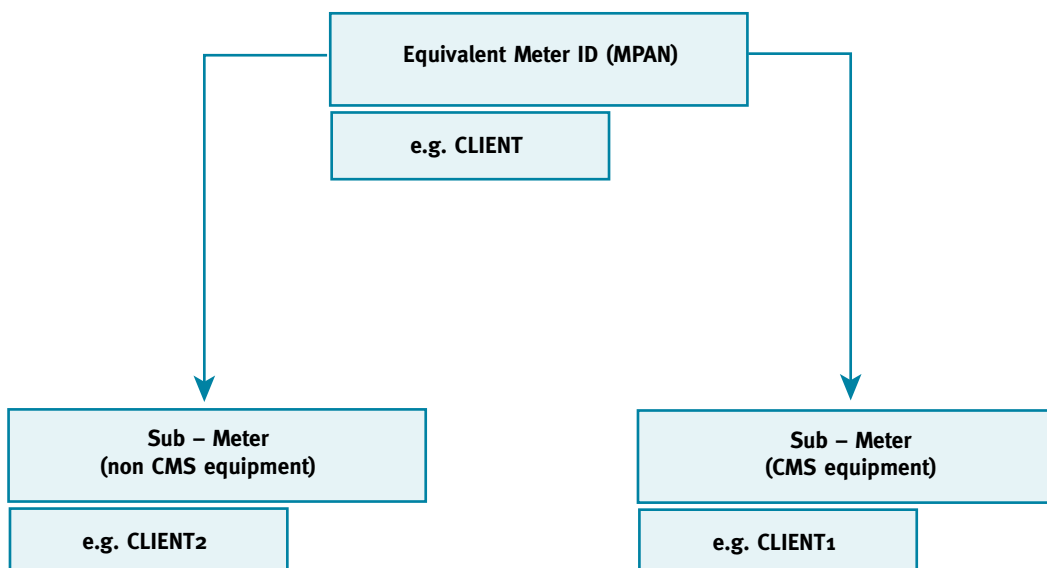 Equivalent Meter ID (MPAN)
e.g. CLIENT
Sub – Meter
(non CMS equipment)
e.g. CLIENT2
Sub – Meter
(CMS equipment)
e.g. CLIENT1